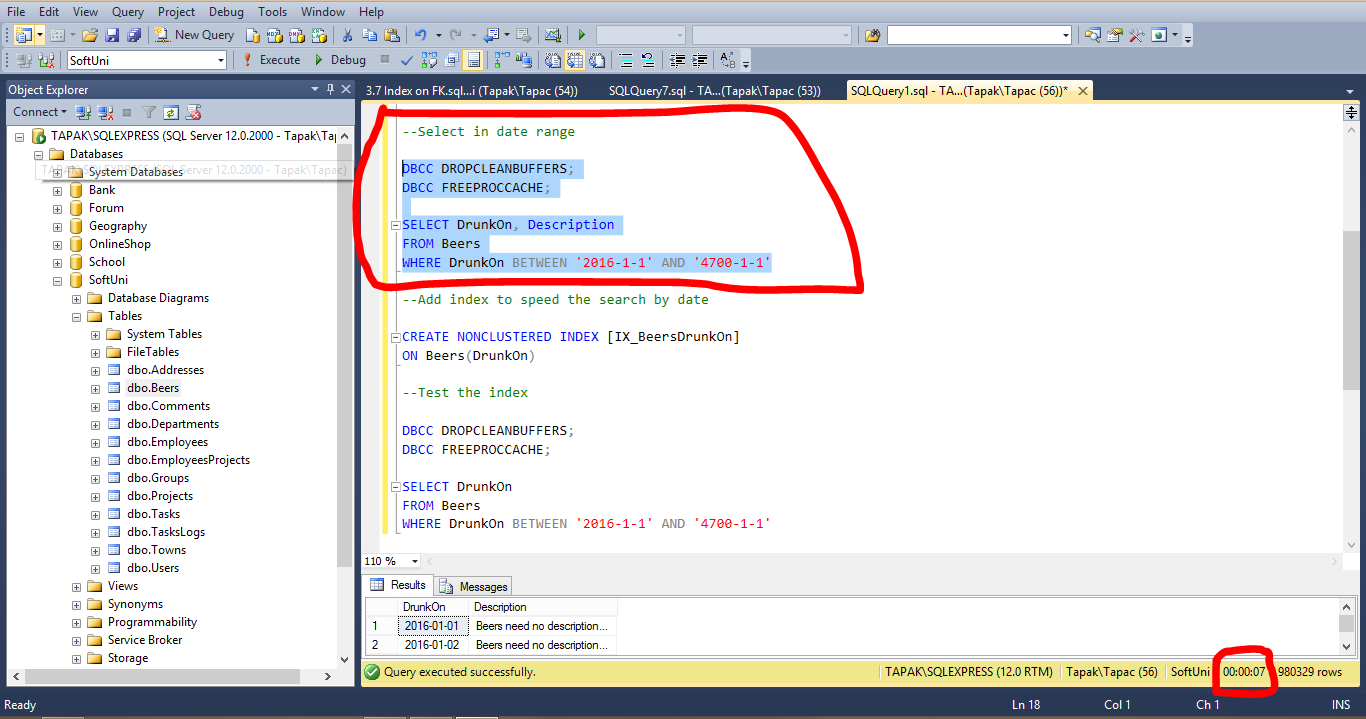 File Edit View Query Project Debug Tools Window Help
New Query
SoftUni Execute Debug
Object Explorer
Connect
TAPAK\SQLEXPRESS (SQL Server 12.0.2000 - Tapak\Ta
Databases
System Databases
TAPAK\SQLEXPRESS (SQL Server 12.0.2000 - Tapak\Tapac)
Bank
Forum
Geography
OnlineShop
School
SoftUni
Database Diagrams
Tables
System Tables
FileTables
dbo.Addresses
dbo.Beers
dbo.Comments
dbo.Departments
dbo.Employees
dbo.EmployeesProjects
dbo.Groups
dbo.Projects
dbo.Tasks
dbo.TasksLogs
dbo.Towns
dbo.Users
Views
Synonyms
Programmability
Service Broker
Storage
3.7 Index on FK.sql...i (Tapak\Tapac (54)) SQLQuery7.sql - TA...(Tapak\Tapac (53)) SQLQuery1.sql - TA...(Tapak\Tapac (56))*
--Select in date range
DBCC DROPCLEANBUFFERS;
DBCC FREEPROCCACHE;
SELECT DrunkOn, Description
FROM Beers
WHERE DrunkOn BETWEEN '2016-1-1' AND '4700-1-1'
--Add index to speed the search by date
CREATE NONCLUSTERED INDEX [IX_BeersDrunkOn]
ON Beers(DrunkOn)
--Test the index
DBCC DROPCLEANBUFFERS;
DBCC FREEPROCCACHE;
SELECT DrunkOn
FROM Beers
WHERE DrunkOn BETWEEN '2016-1-1' AND '4700-1-1'
110 %
Results Messages
DrunkOn Description
1 2016-01-01 Beers need no description...
2 2016-01-02 Beers need no description...
Query executed successfully. TAPAK\SQLEXPRESS (12.0 RTM) Tapak\Tapac (56) SoftUni 00:00:07 980329 rows
Ready Ln 18 Col 1 Ch 1 INS